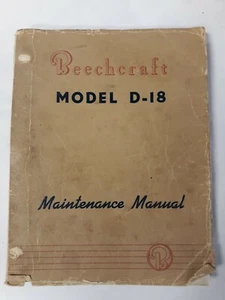 Beechcraft
MODEL D-18
Maintenance Manual
B